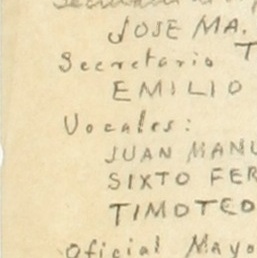 JOSE MA.
Secretario T
EMILIO
Vocales:
JUAN MANU
SIXTO FER
TIMOTEO
Oficial Mayo